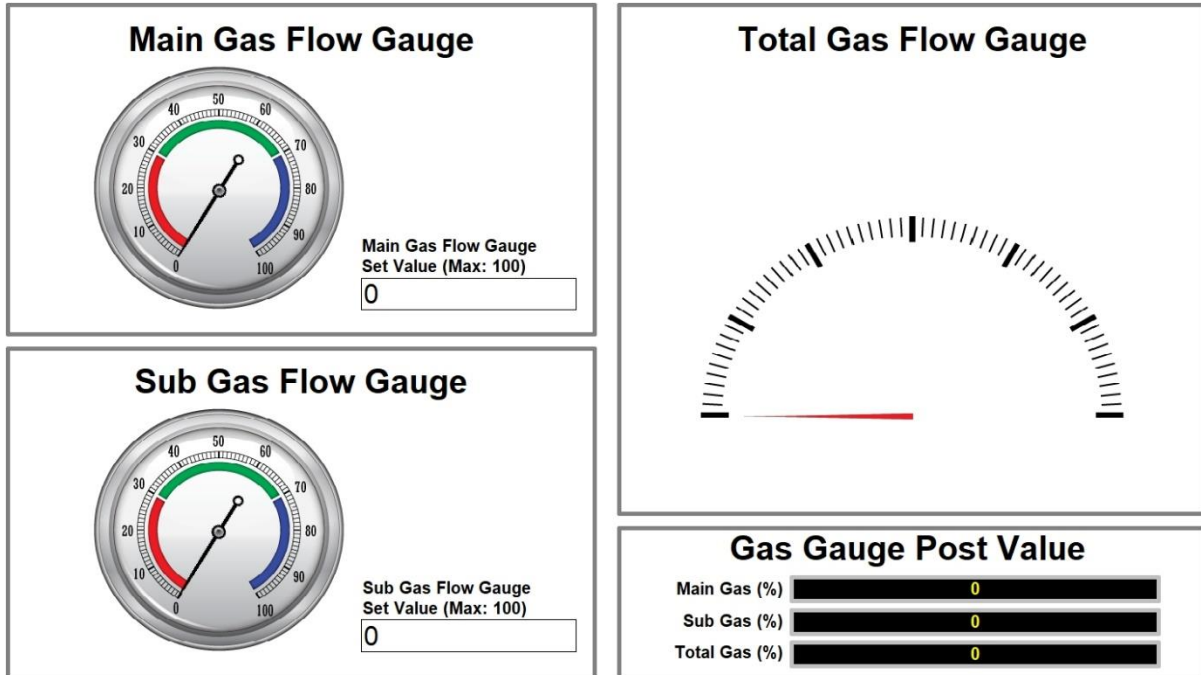 Main Gas Flow Gauge
50
40
60
30
70
20
80
10
90
0
100
Main Gas Flow Gauge
Set Value (Max: 100)
0
Sub Gas Flow Gauge
50
40
60
30
70
20
80
10
90
0
100
Sub Gas Flow Gauge
Set Value (Max: 100)
0
Total Gas Flow Gauge
Gas Gauge Post Value
Main Gas (%) 0
Sub Gas (%) 0
Total Gas (%) 0